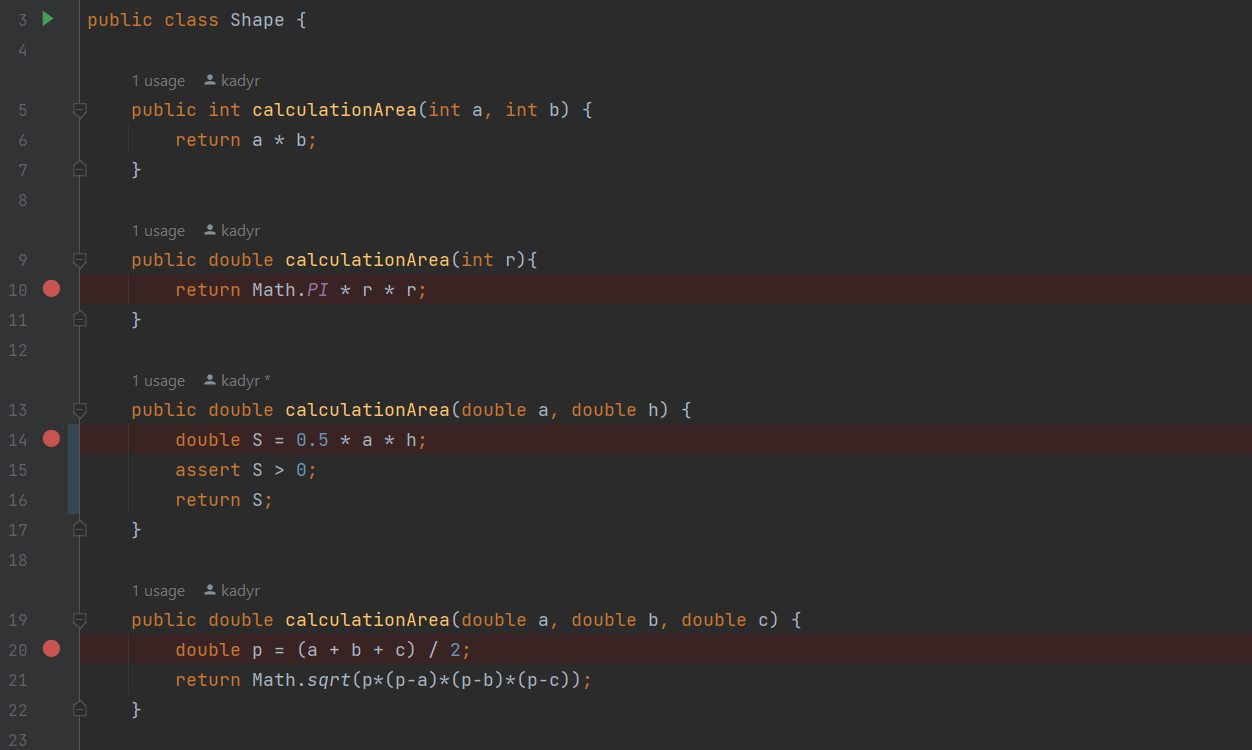 3 public class Shape {
4
1 usage kadyr
5 public int calculationArea(int a, int b) {
6 return a * b;
7 }
8
1 usage kadyr
9 public double calculationArea(int r){
10 return Math.PI * r * r;
11 }
12
1 usage kadyr *
13 public double calculationArea(double a, double h) {
14 double S = 0.5 * a * h;
15 assert S > 0;
16 return S;
17 }
18
1 usage kadyr
19 public double calculationArea(double a, double b, double c) {
20 double p = (a + b + c) / 2;
21 return Math.sqrt(p*(p-a)*(p-b)*(p-c));
22 }
23